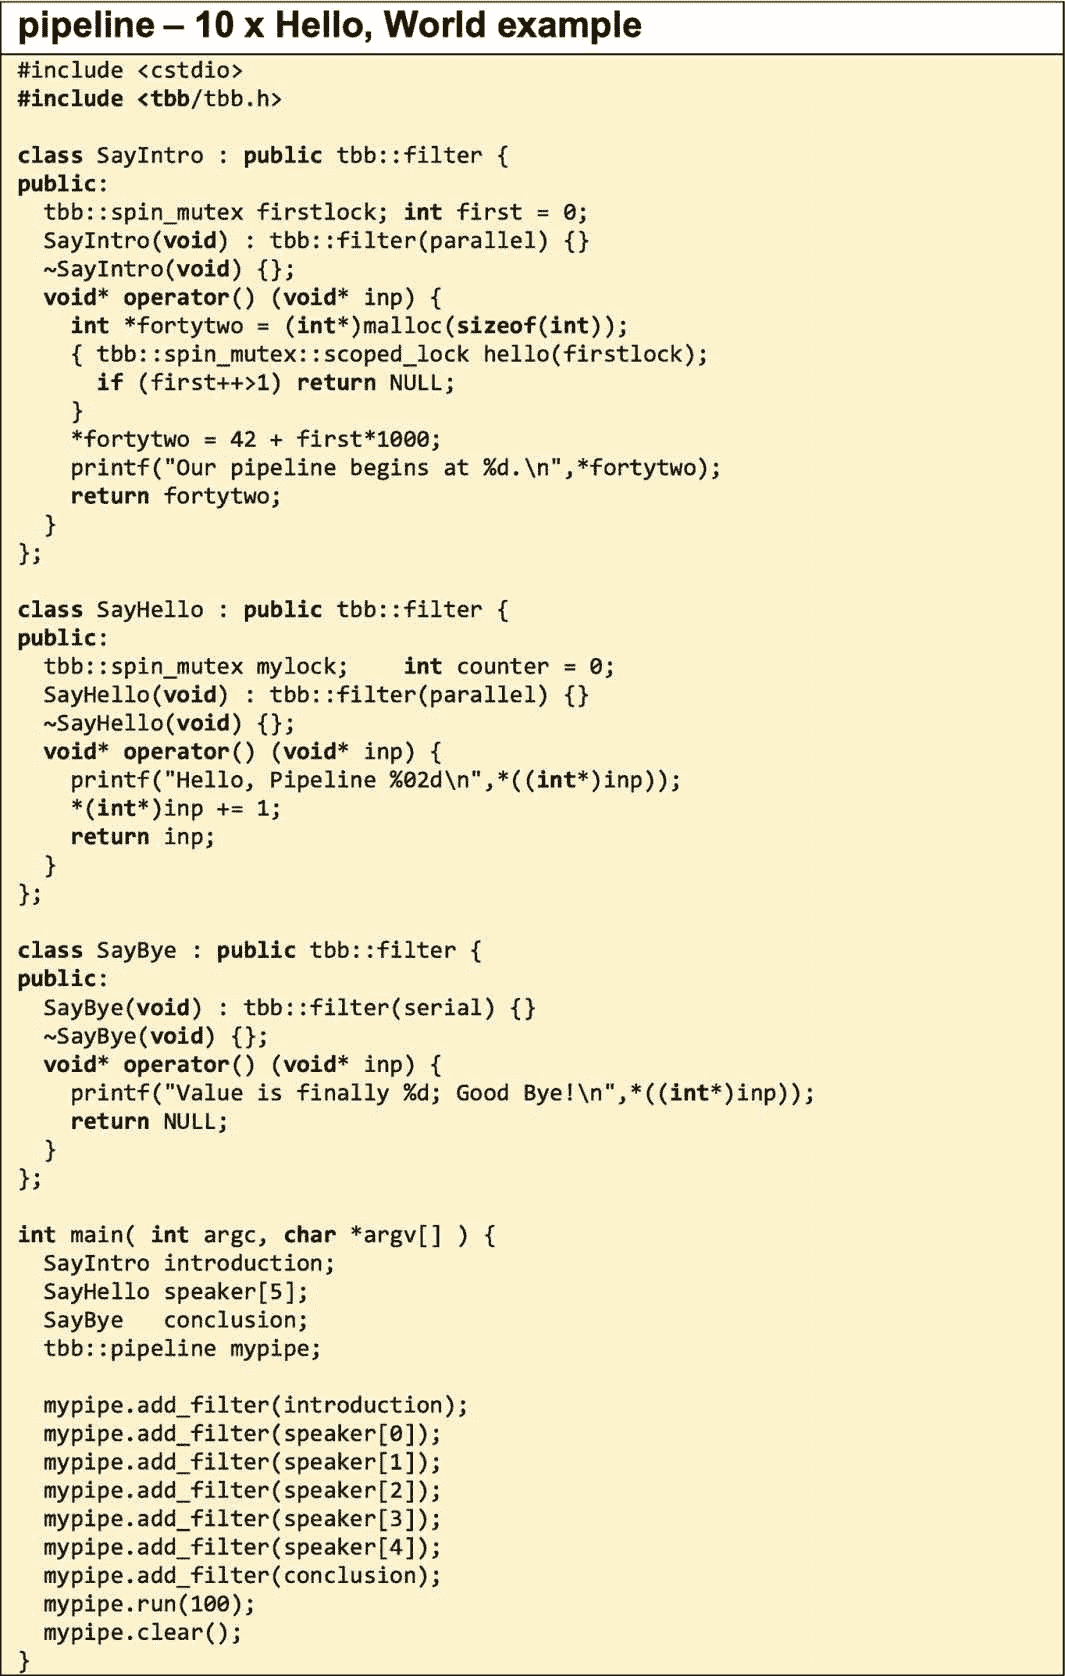 pipeline – 10 x Hello, World example
#include <cstdio>
#include <tbb/tbb.h>

class SayIntro : public tbb::filter {
public:
  tbb::spin_mutex firstlock; int first = 0;
  SayIntro(void) : tbb::filter(parallel) {}
  ~SayIntro(void) {};
  void* operator() (void* inp) {
    int *fortytwo = (int*)malloc(sizeof(int));
    { tbb::spin_mutex::scoped_lock hello(firstlock);
      if (first++>1) return NULL;
    }
    *fortytwo = 42 + first*1000;
    printf("Our pipeline begins at %d.\n",*fortytwo);
    return fortytwo;
  }
};

class SayHello : public tbb::filter {
public:
  tbb::spin_mutex mylock;    int counter = 0;
  SayHello(void) : tbb::filter(parallel) {}
  ~SayHello(void) {};
  void* operator() (void* inp) {
    printf("Hello, Pipeline %02d\n",*((int*)inp));
    *(int*)inp += 1;
    return inp;
  }
};

class SayBye : public tbb::filter {
public:
  SayBye(void) : tbb::filter(serial) {}
  ~SayBye(void) {};
  void* operator() (void* inp) {
    printf("Value is finally %d; Good Bye!\n",*((int*)inp));
    return NULL;
  }
};

int main( int argc, char *argv[] ) {
  SayIntro introduction;
  SayHello speaker[5];
  SayBye   conclusion;
  tbb::pipeline mypipe;

  mypipe.add_filter(introduction);
  mypipe.add_filter(speaker[0]);
  mypipe.add_filter(speaker[1]);
  mypipe.add_filter(speaker[2]);
  mypipe.add_filter(speaker[3]);
  mypipe.add_filter(speaker[4]);
  mypipe.add_filter(conclusion);
  mypipe.run(100);
  mypipe.clear();
}